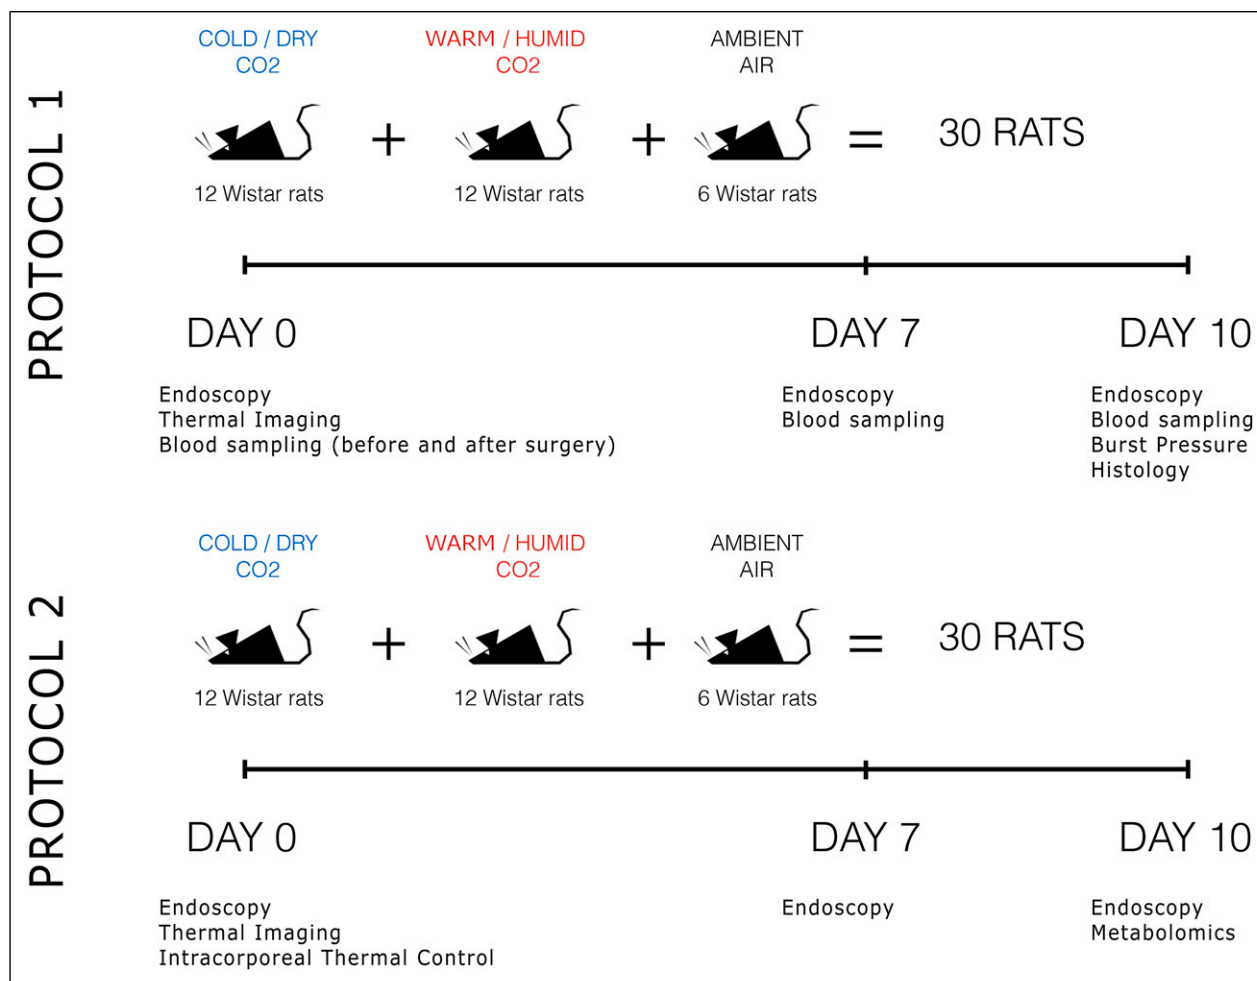 PROTOCOL 1
COLD / DRY
CO2
WARM / HUMID
CO2
AMBIENT
AIR
+
+
=
30 RATS
12 Wistar rats
12 Wistar rats
6 Wistar rats
DAY 0
DAY 7
DAY 10
Endoscopy
Thermal Imaging
Blood sampling (before and after surgery)
Endoscopy
Blood sampling
Endoscopy
Blood sampling
Burst Pressure
Histology
PROTOCOL 2
COLD / DRY
CO2
WARM / HUMID
CO2
AMBIENT
AIR
+
+
=
30 RATS
12 Wistar rats
12 Wistar rats
6 Wistar rats
DAY 0
DAY 7
DAY 10
Endoscopy
Thermal Imaging
Intracorporeal Thermal Control
Endoscopy
Endoscopy
Metabolomics